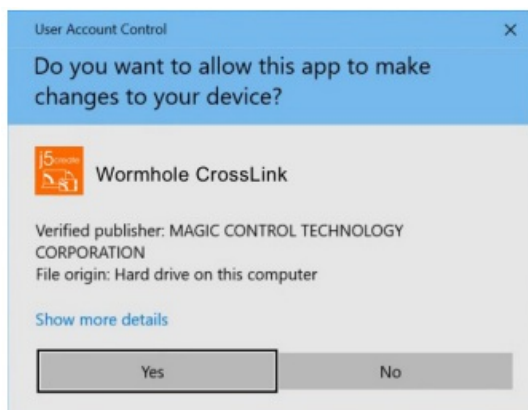 User Account Control
Do you want to allow this app to make
changes to your device?
j5create
Wormhole CrossLink
Verified publisher: MAGIC CONTROL TECHNOLOGY
CORPORATION
File origin: Hard drive on this computer
Show more details
Yes
No